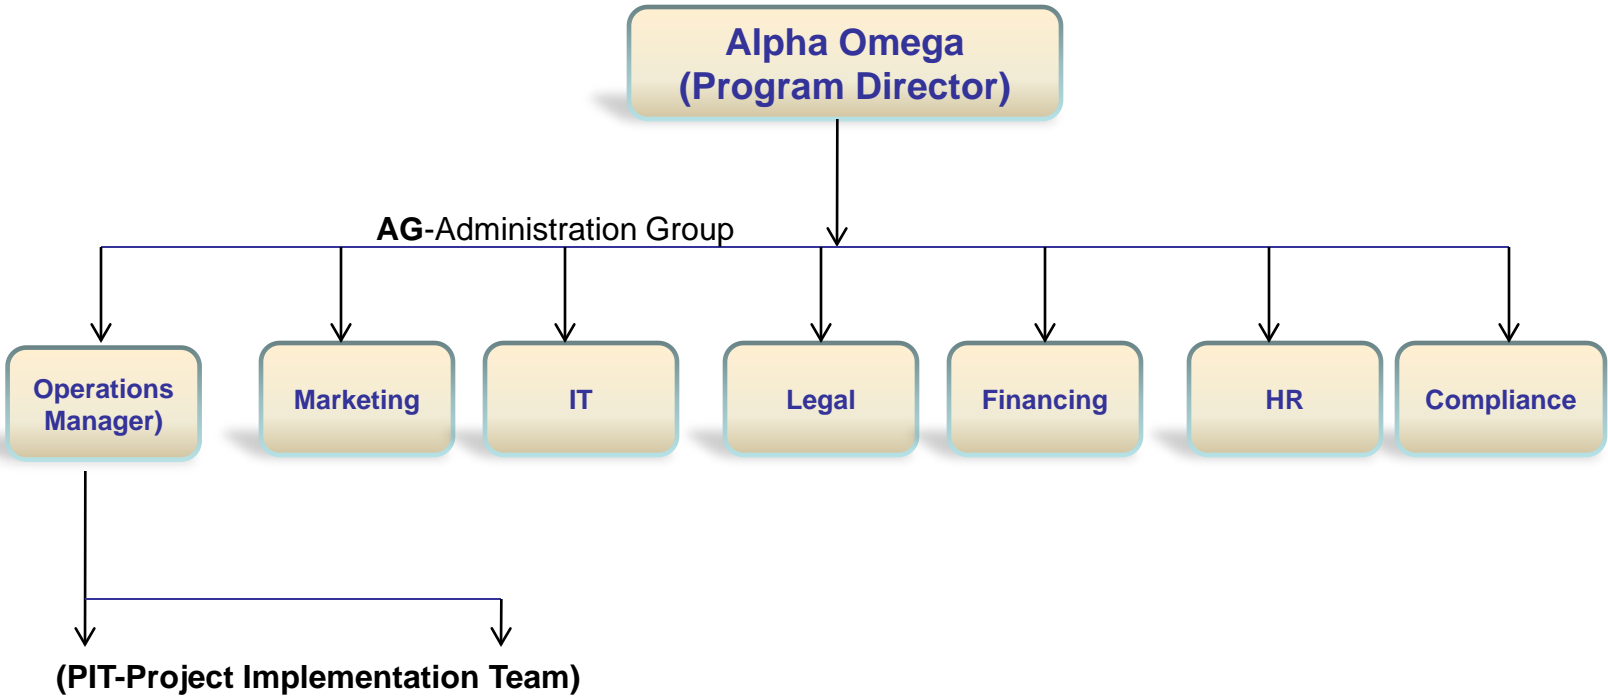 Alpha Omega
(Program Director)
AG-Administration Group
Operations
Manager)
Marketing
IT
Legal
Financing
HR
Compliance
(PIT-Project Implementation Team)